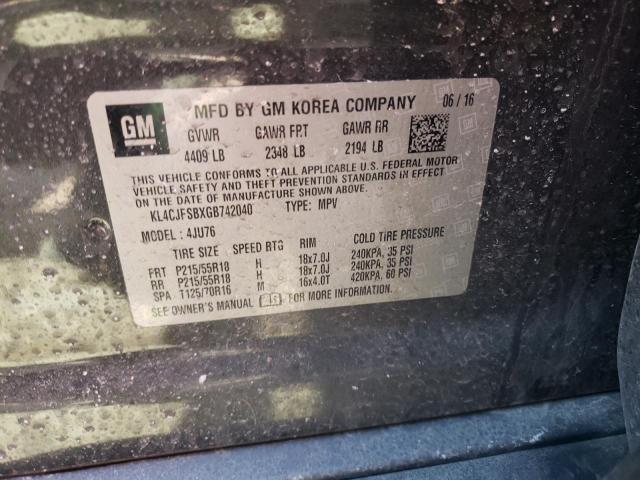 GM MFD BY GM KOREA COMPANY 06 / 16
GVWR GAWR FRT GAWR RR
4409 LB 2348 LB 2194 LB
THIS VEHICLE CONFORMS TO ALL APPLICABLE U.S. FEDERAL MOTOR
VEHICLE SAFETY AND THEFT PREVENTION STANDARDS IN EFFECT
ON THE DATE OF MANUFACTURE SHOWN ABOVE.
KL4CJFSBXGB742040 TYPE: MPV
MODEL : 4JU76
TIRE SIZE SPEED RTG RIM COLD TIRE PRESSURE
FRT P215/55R18 H 18x7.0J 240KPA, 35 PSI
RR P215/55R18 H 18x7.0J 240KPA, 35 PSI
SPA T125/70R16 M 16x4.0T 420KPA, 60 PSI
SEE OWNER'S MANUAL FOR MORE INFORMATION.